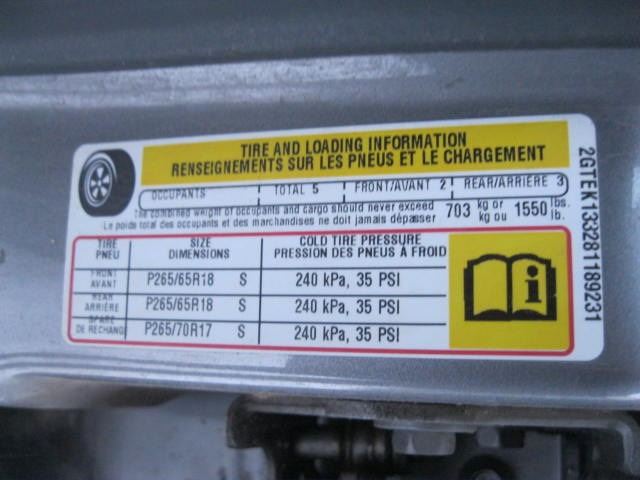 TIRE AND LOADING INFORMATION
RENSEIGNEMENTS SUR LES PNEUS ET LE CHARGEMENT
OCCUPANTS TOTAL 5 FRONT/AVANT 2 REAR/ARRIÈRE 3
The combined weight of occupants and cargo should never exceed 703 kg or 1550 lbs.
Le poids total des occupants et des marchandises ne doit jamais dépasser kg ou lb.
TIRE SIZE COLD TIRE PRESSURE
PNEU DIMENSIONS PRESSION DES PNEUS À FROID
FRONT
AVANT P265/65R18 S 240 kPa, 35 PSI
REAR
ARRIÈRE P265/65R18 S 240 kPa, 35 PSI
SPARE
DE RECHANG P265/70R17 S 240 kPa, 35 PSI
i
2GTEK133281189231